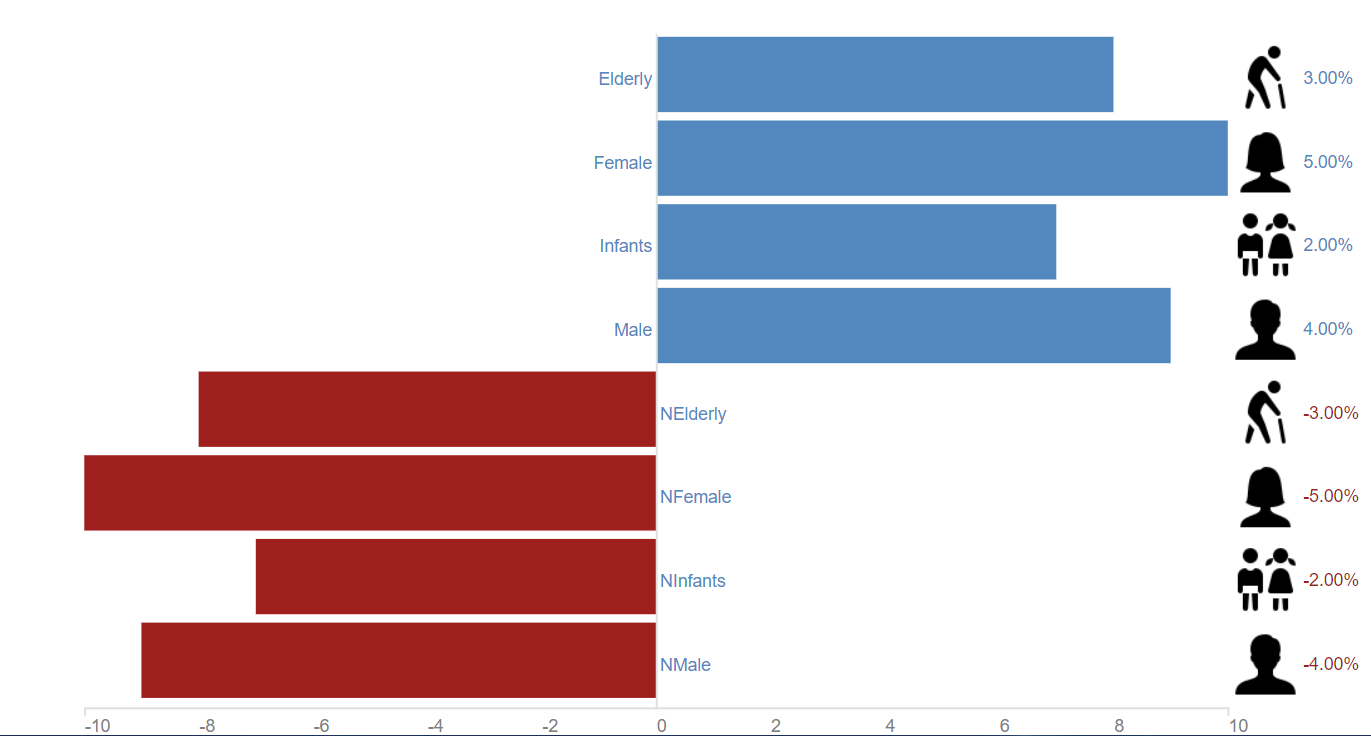 Elderly 3.00%
Female 5.00%
Infants 2.00%
Male 4.00%
NElderly -3.00%
NFemale -5.00%
NInfants -2.00%
NMale -4.00%
-10 -8 -6 -4 -2 0 2 4 6 8 10